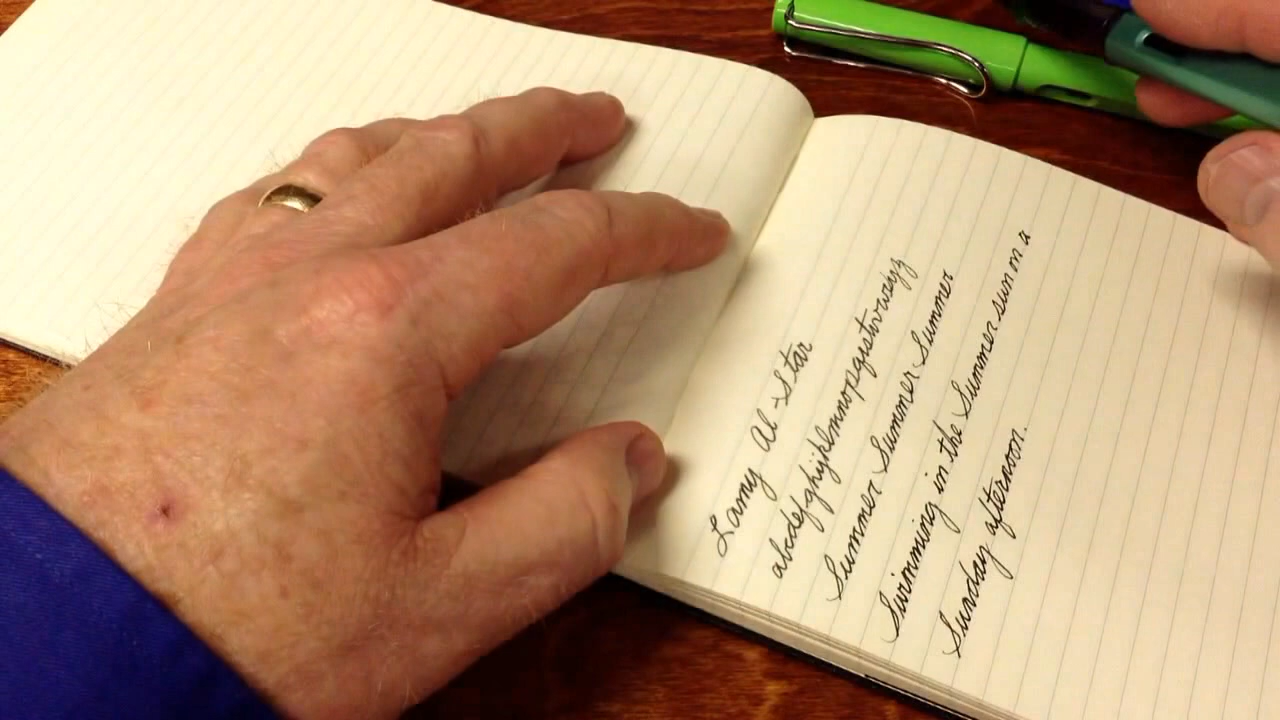 Lamy Al-Star
abcdefghijklmnopqrstuvwxyz
Summer Summer Summer Summer
Swimming in the Summer sun on a
Sunday afternoon.